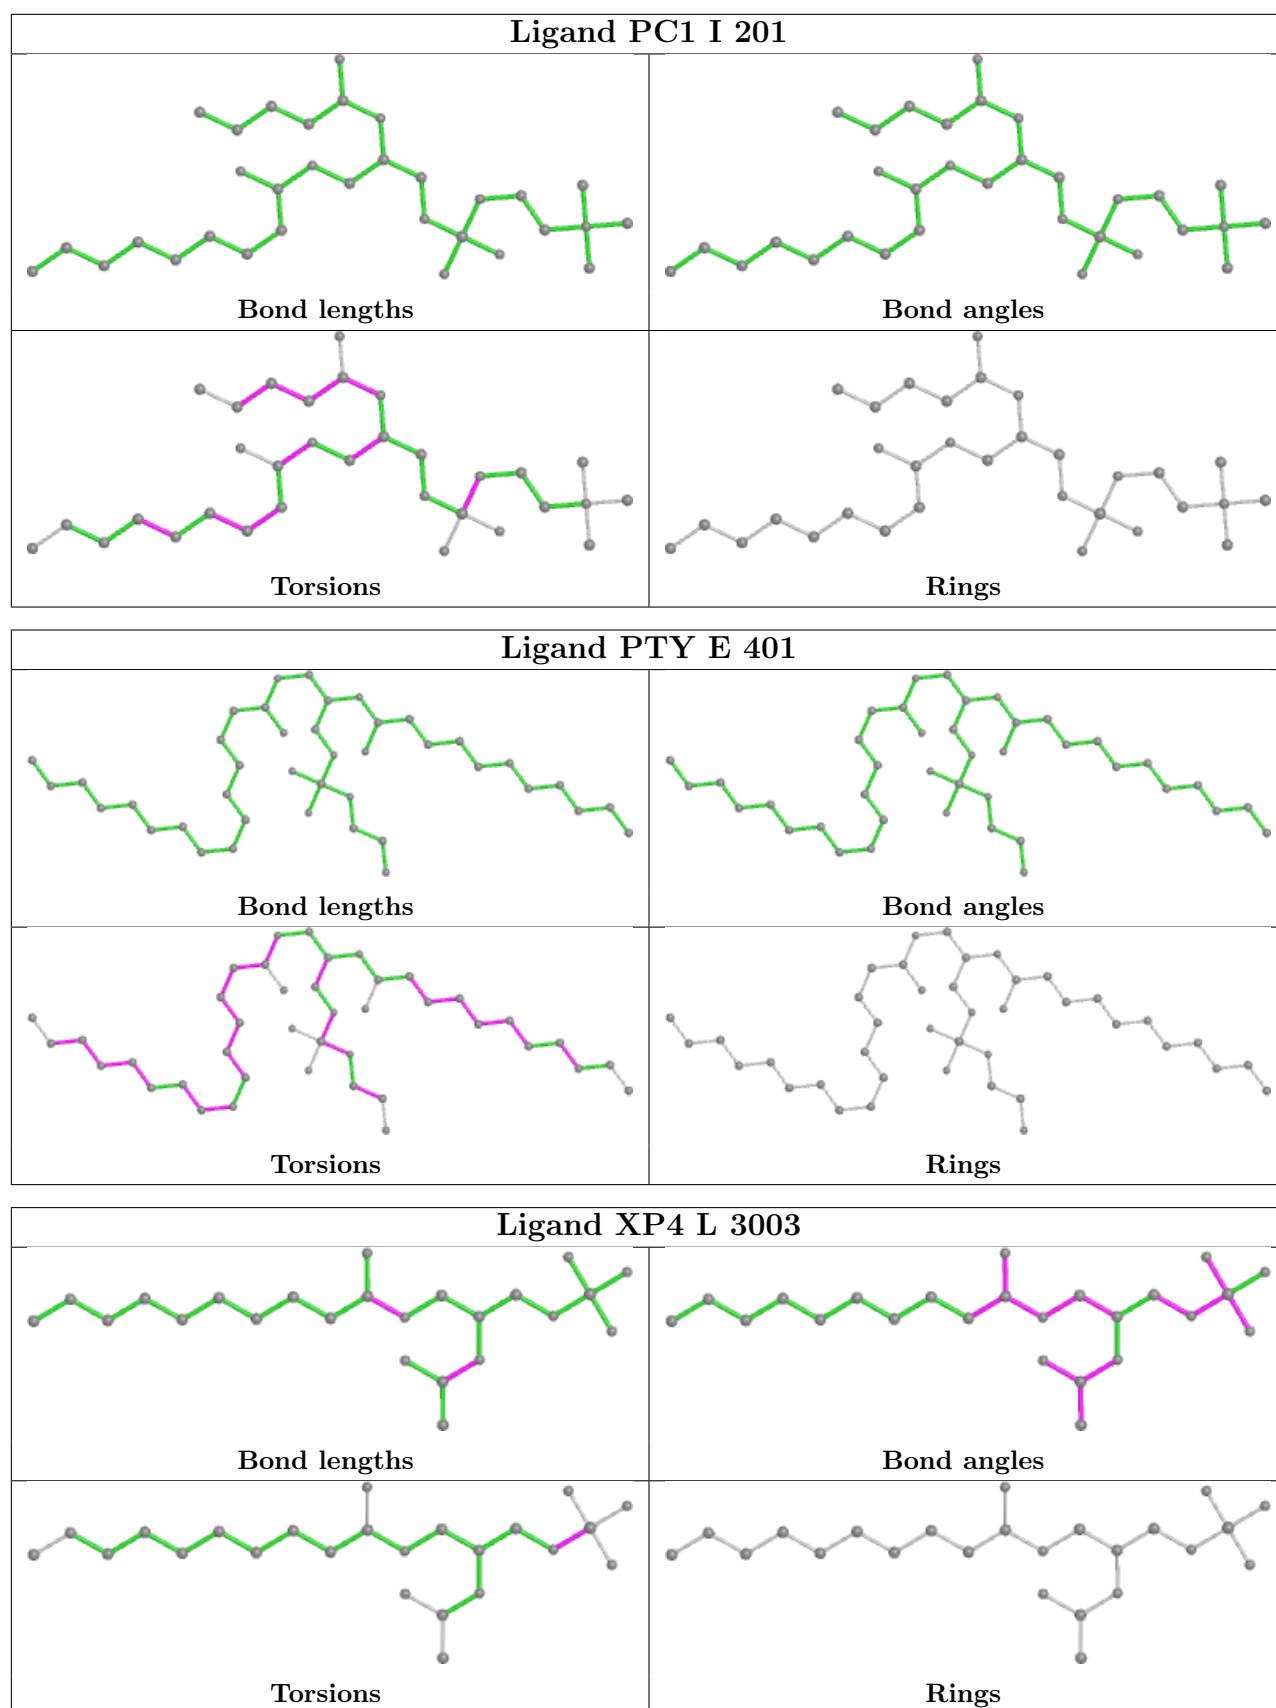 Ligand PC1 I 201
Bond lengths
Bond angles
Torsions
Rings
Ligand PTY E 401
Bond lengths
Bond angles
Torsions
Rings
Ligand XP4 L 3003
Bond lengths
Bond angles
Torsions
Rings